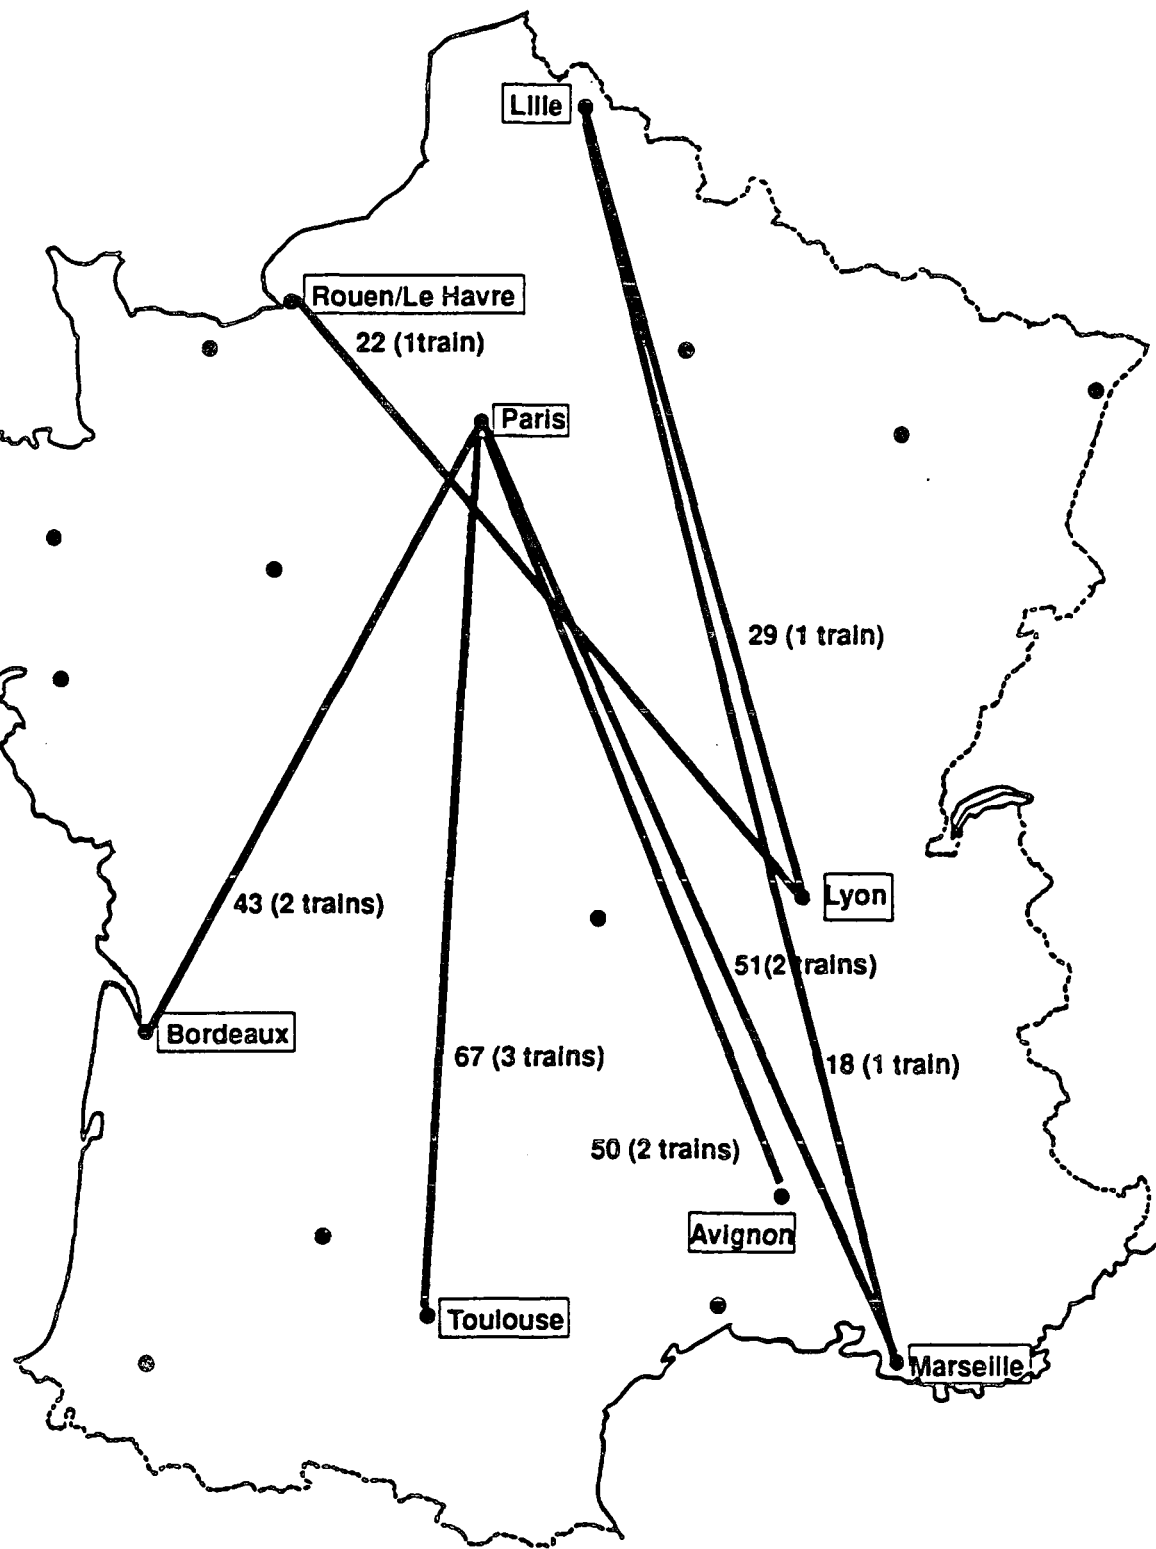 Lille
Rouen/Le Havre
22 (1train)
Paris
29 (1 train)
Lyon
43 (2 trains)
51(2 trains)
Bordeaux
67 (3 trains)
18 (1 train)
50 (2 trains)
Avignon
Toulouse
Marseille